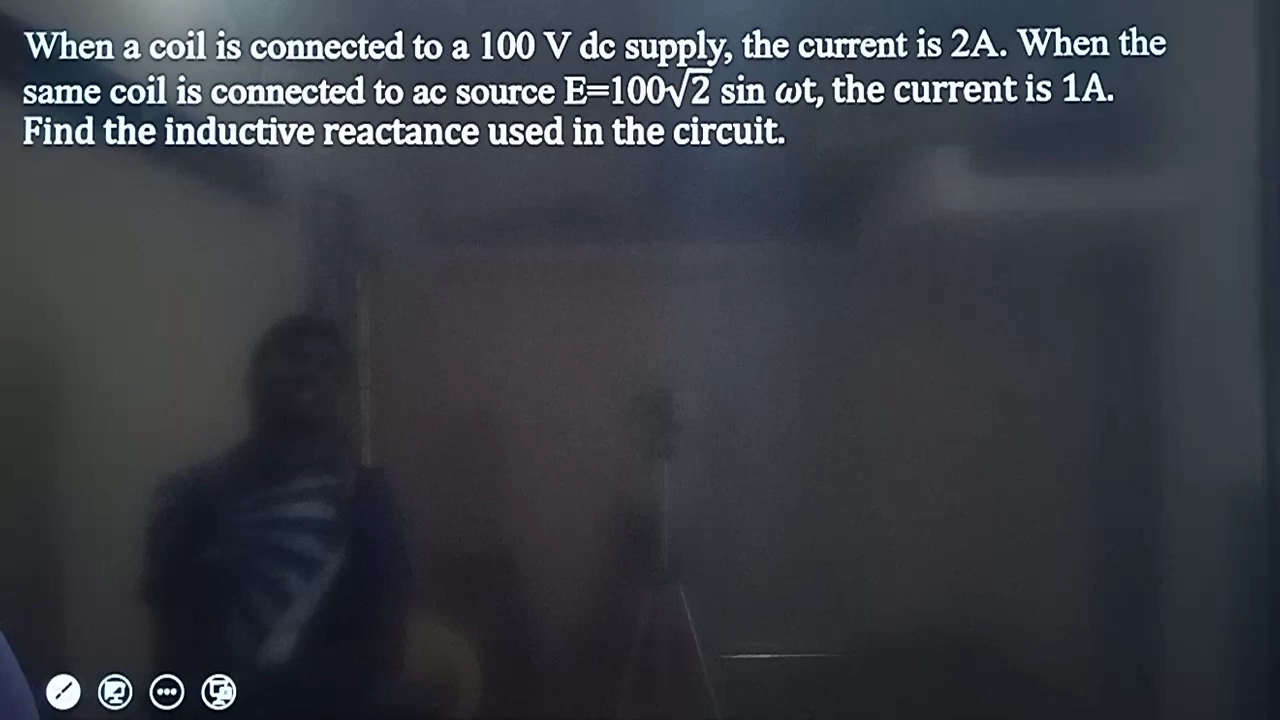 When a coil is connected to a 100 V dc supply, the current is 2A. When the
same coil is connected to ac source E=100√2 sin ωt, the current is 1A.
Find the inductive reactance used in the circuit.